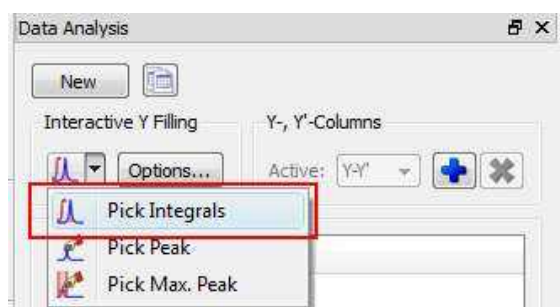 Data Analysis
New
Interactive Y Filling
Y-, Y'-Columns
Options...
Active: Y-Y'
Pick Integrals
Pick Peak
Pick Max. Peak